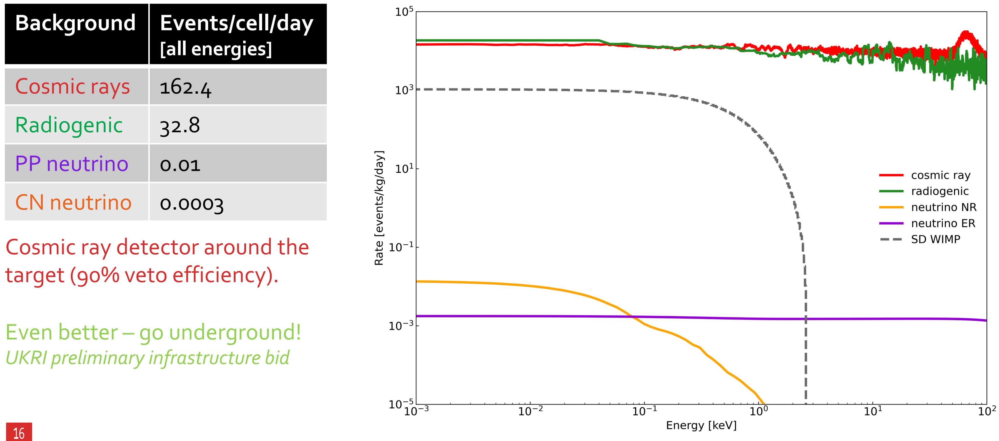 Background Events/cell/day
[all energies]
Cosmic rays 162.4
Radiogenic 32.8
PP neutrino 0.01
CN neutrino 0.0003
Cosmic ray detector around the
target (90% veto efficiency).
Even better – go underground!
UKRI preliminary infrastructure bid
16
10^5
10^3
10^1
10^−1
10^−3
10^−5
Rate [events/kg/day]
10^−3 10^−2 10^−1 10^0 10^1 10^2
Energy [keV]
cosmic ray
radiogenic
neutrino NR
neutrino ER
SD WIMP